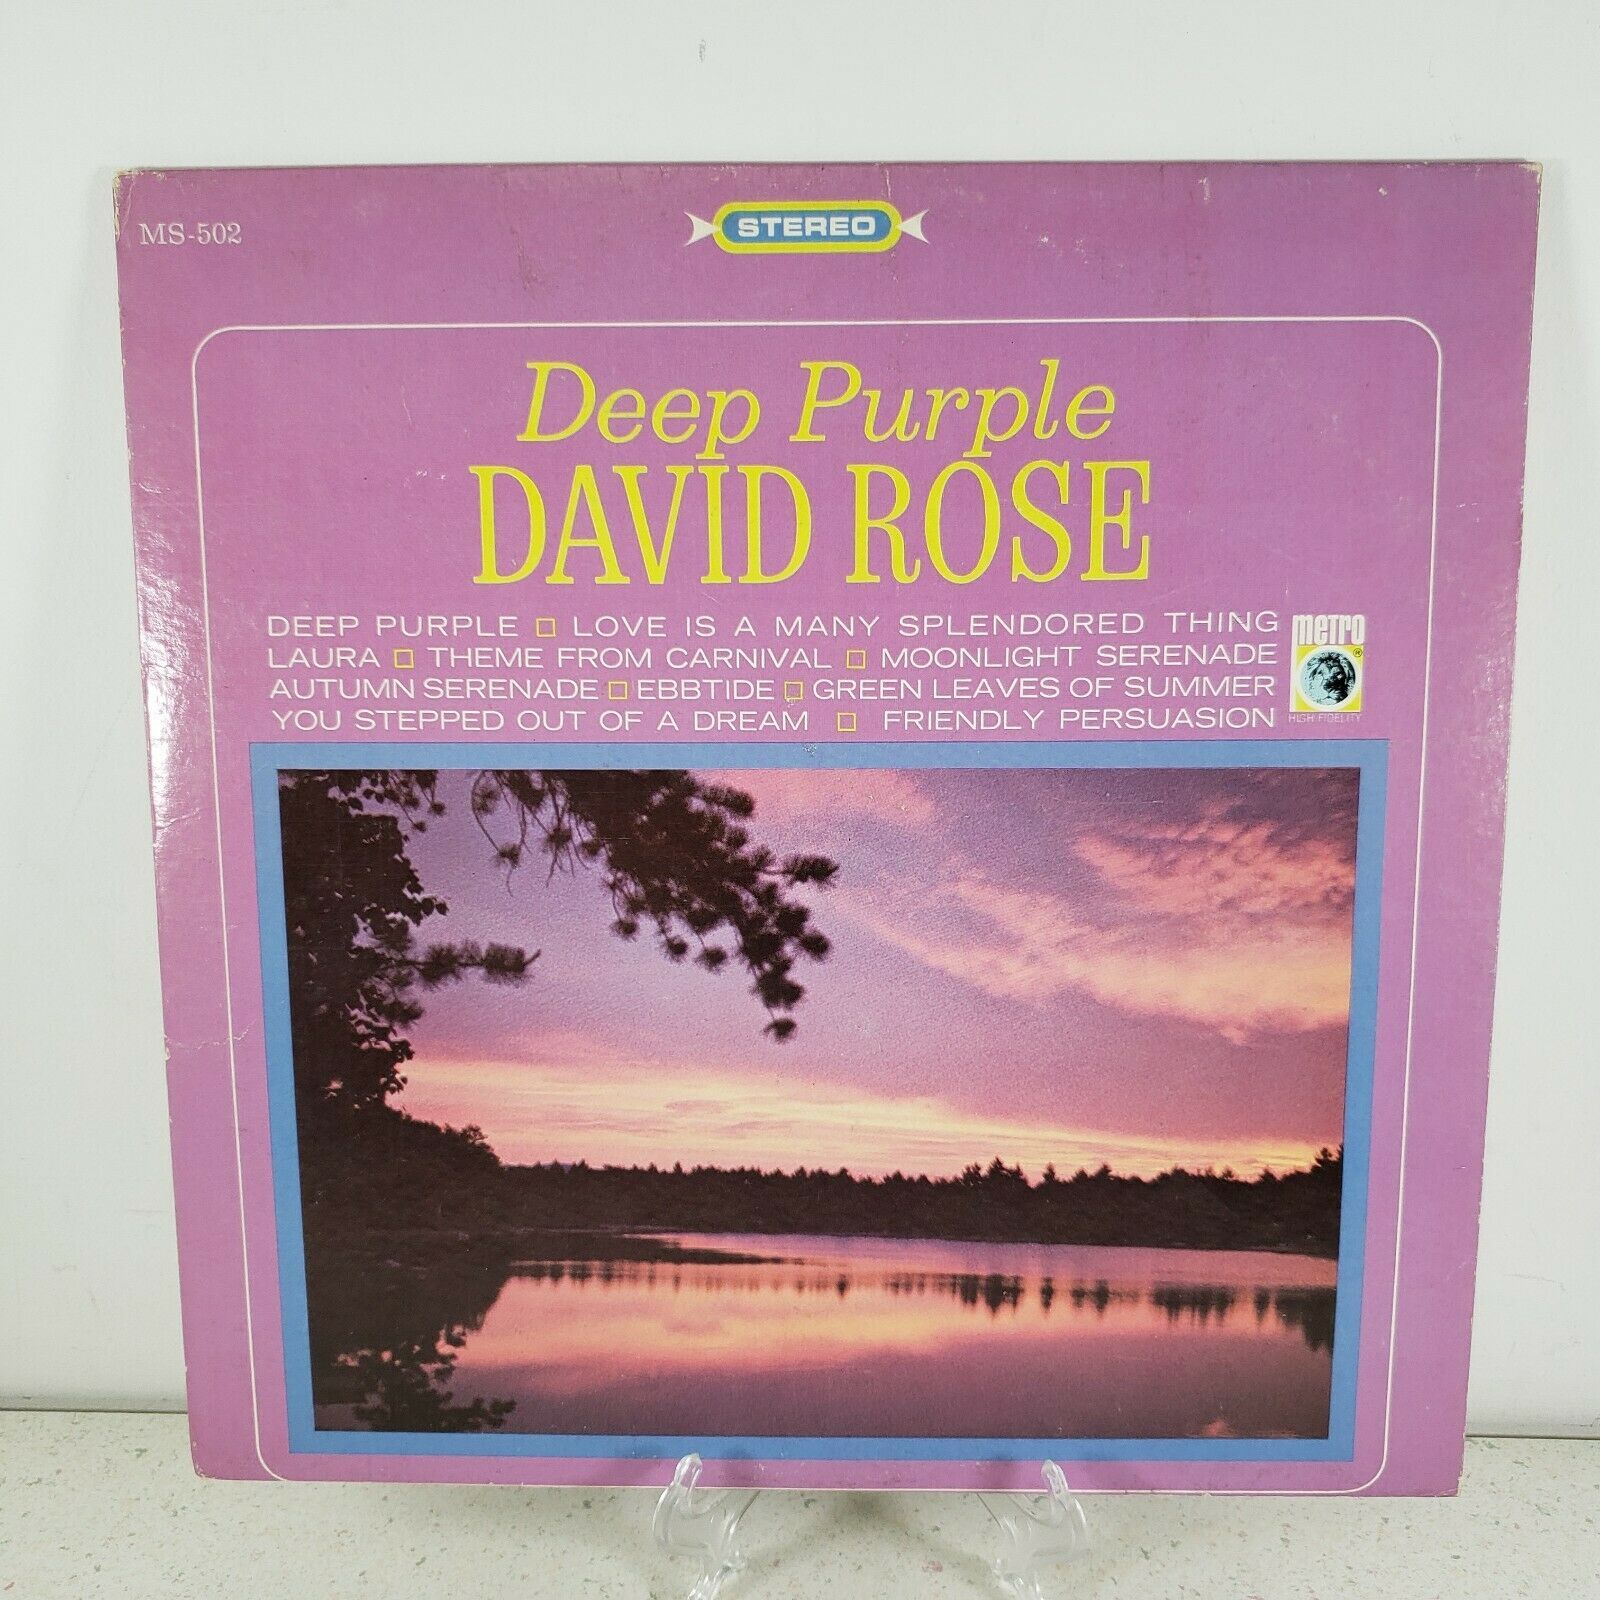 MS-502
STEREO
Deep Purple
DAVID ROSE
DEEP PURPLE □ LOVE IS A MANY SPLENDORED THING
LAURA □ THEME FROM CARNIVAL □ MOONLIGHT SERENADE
AUTUMN SERENADE □ EBBTIDE □ GREEN LEAVES OF SUMMER
YOU STEPPED OUT OF A DREAM □ FRIENDLY PERSUASION
METRO
®
HIGH FIDELITY